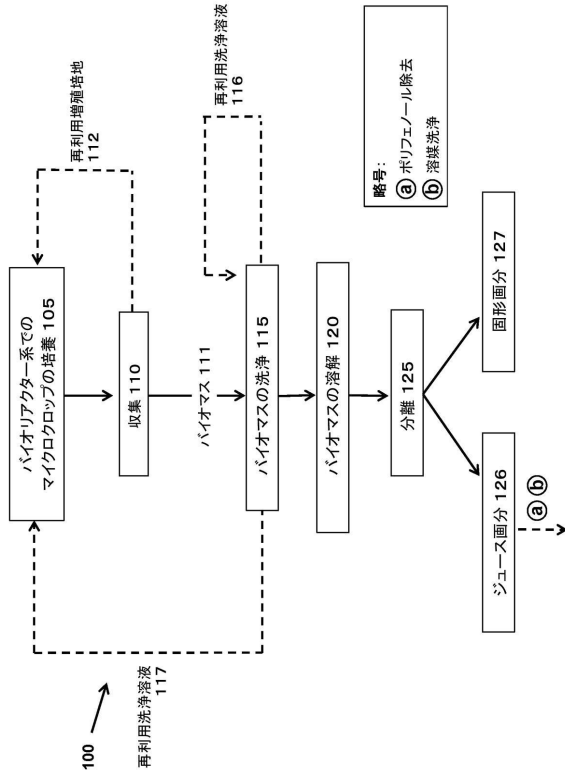 100
バイオリアクター系での
マイクロクロップの培養 105
再利用増殖培地
112
収集 110
バイオマス 111
再利用洗浄溶液
116
再利用洗浄溶液
117
バイオマスの洗浄 115
バイオマスの溶解 120
分離 125
ジュース画分 126
固形画分 127
ⓐ ⓑ
略号:
ⓐ ポリフェノール除去
ⓑ 溶媒洗浄